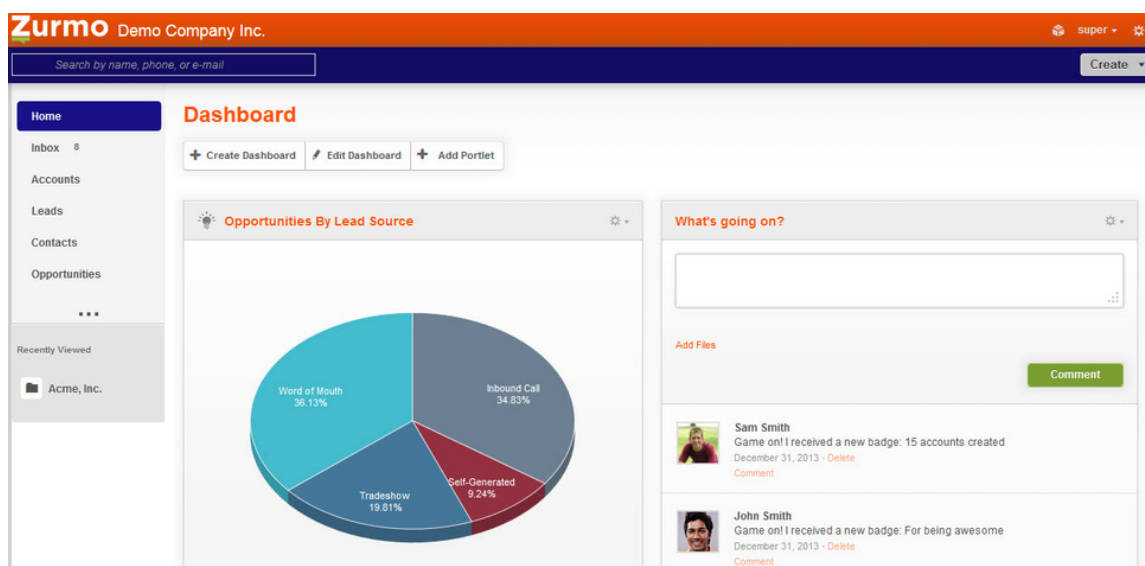 Zurmo Demo Company Inc.
super
Search by name, phone, or e-mail
Create
Home
Inbox 8
Accounts
Leads
Contacts
Opportunities
...
Recently Viewed
Acme, Inc.
Dashboard
+ Create Dashboard
Edit Dashboard
+ Add Portlet
Opportunities By Lead Source
Word of Mouth
36.13%
Inbound Call
34.83%
Self-Generated
9.24%
Tradeshow
19.81%
What's going on?
Add Files
Comment
Sam Smith
Game on! I received a new badge: 15 accounts created
December 31, 2013 - Delete
Comment
John Smith
Game on! I received a new badge: For being awesome
December 31, 2013 - Delete
Comment